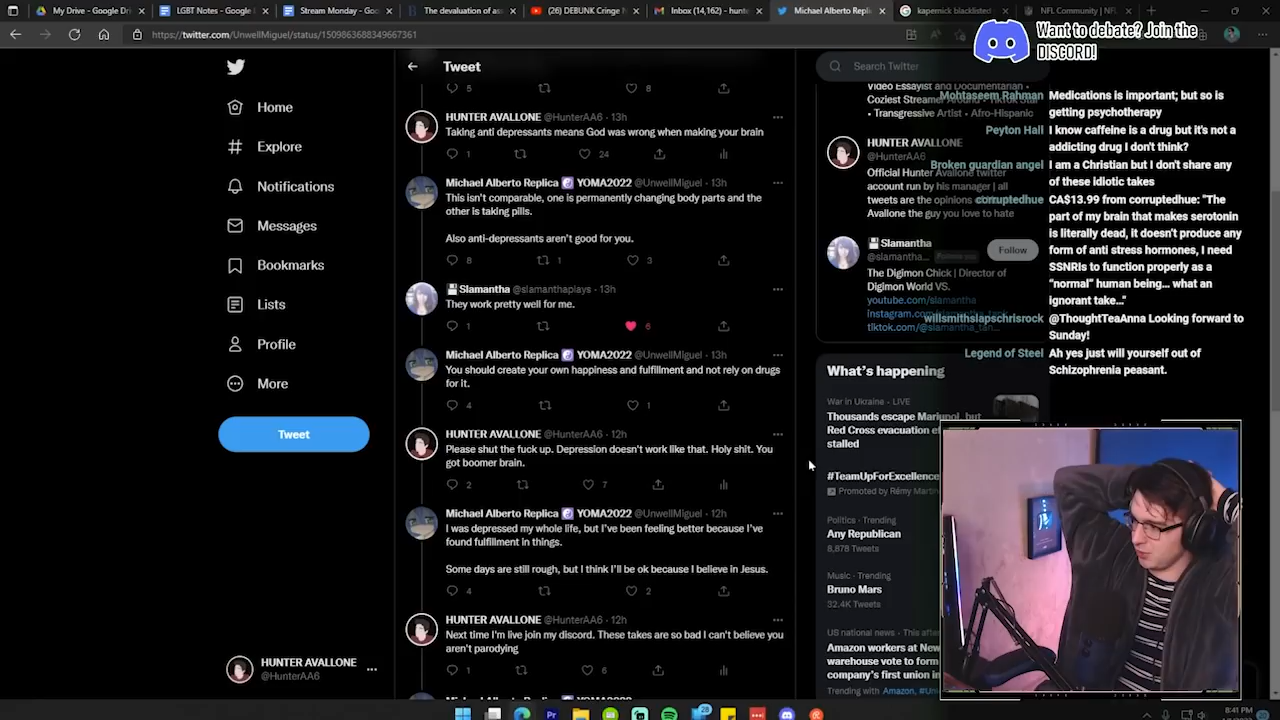 My Drive - Google Dri
LGBT Notes - Google D
Stream Monday - Goo
The devaluation of as
(26) DEBUNK Cringe
Inbox (14,162) - hunte
Michael Alberto Replic
kapernick blacklisted
NFL Community | NFL
https://twitter.com/UnwellMiguel/status/1509863688349667361
Want to debate? Join the
DISCORD!
Home
Explore
Notifications
Messages
Bookmarks
Lists
Profile
More
Tweet
HUNTER AVALLONE
@HunterAA6
Tweet
5 8
HUNTER AVALLONE @HunterAA6 · 13h
Taking anti depressants means God was wrong when making your brain
1 24
Michael Alberto Replica YOMA2022 @UnwellMiguel · 13h
This isn't comparable, one is permanently changing body parts and the
other is taking pills.
Also anti-depressants aren't good for you.
8 1 3
Slamantha @slamanthaplays · 13h
They work pretty well for me.
1 6
Michael Alberto Replica YOMA2022 @UnwellMiguel · 13h
You should create your own happiness and fulfillment and not rely on drugs
for it.
4 1
HUNTER AVALLONE @HunterAA6 · 12h
Please shut the fuck up. Depression doesn't work like that. Holy shit. You
got boomer brain.
2 7
Michael Alberto Replica YOMA2022 @UnwellMiguel · 12h
I was depressed my whole life, but I've been feeling better because I've
found fulfillment in things.
Some days are still rough, but I think I'll be ok because I believe in Jesus.
4 2
HUNTER AVALLONE @HunterAA6 · 12h
Next time I'm live join my discord. These takes are so bad I can't believe you
aren't parodying
1 6
Search Twitter
Video Essayist and Documentarian •
Coziest Streamer Around • TikTok Star
• Transgressive Artist • Afro-Hispanic
HUNTER AVALLONE
@HunterAA6
Official Hunter Avallone twitter
account run by his manager | all
tweets are the opinions of
Avallone the guy you love to hate
Slamantha
@slamantha...
Follow
The Digimon Chick | Director of
Digimon World VS.
youtube.com/slamantha
tiktok.com/@slamantha_tan...
What's happening
War in Ukraine · LIVE
Thousands escape Mariupol, but
Red Cross evacuation
stalled
#TeamUpForExcellence
Promoted by Rémy Martin
Politics · Trending
Any Republican
8,878 Tweets
Music · Trending
Bruno Mars
32.4K Tweets
US national news · This
Amazon workers at New
warehouse vote to form
company's first union in
Trending with Amazon,
Mohtaseem Rahman Medications is important; but so is
getting psychotherapy
Peyton Hall I know caffeine is a drug but it's not a
addicting drug I don't think?
Broken guardian angel I am a Christian but I don't share any
of these idiotic takes
corruptedhue CA$13.99 from corruptedhue: "The
part of my brain that makes serotonin
is literally dead, it doesn't produce any
form of anti stress hormones, I need
SSNRIs to function properly as a
"normal" human being... what an
ignorant take..."
willsmithslapschrisrock @ThoughtTeaAnna Looking forward to
Sunday!
Legend of Steel Ah yes just will yourself out of
Schizophrenia peasant.
28
8:41 PM